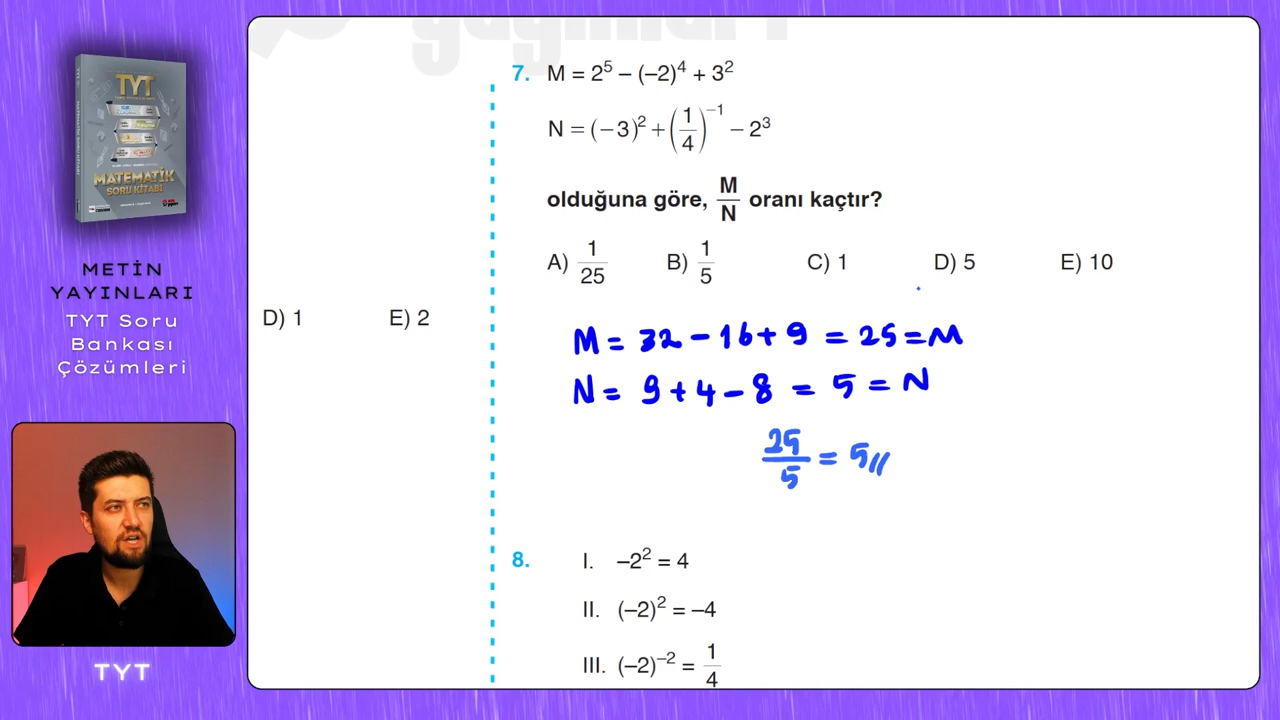 TYT
MATEMATİK
SORU KİTABI
METİN
YAYINLARI
TYT Soru
Bankası
Çözümleri
TYT
yayınları
D) 1 E) 2
7. M = 2⁵ – (–2)⁴ + 3²
N = (–3)² + (1/4)⁻¹ – 2³
olduğuna göre, M/N oranı kaçtır?
A) 1/25 B) 1/5 C) 1 D) 5 E) 10
M = 32 – 16 + 9 = 25 = M
N = 9 + 4 – 8 = 5 = N
25/5 = 5//
8. I. –2² = 4
II. (–2)² = –4
III. (–2)⁻² = 1/4